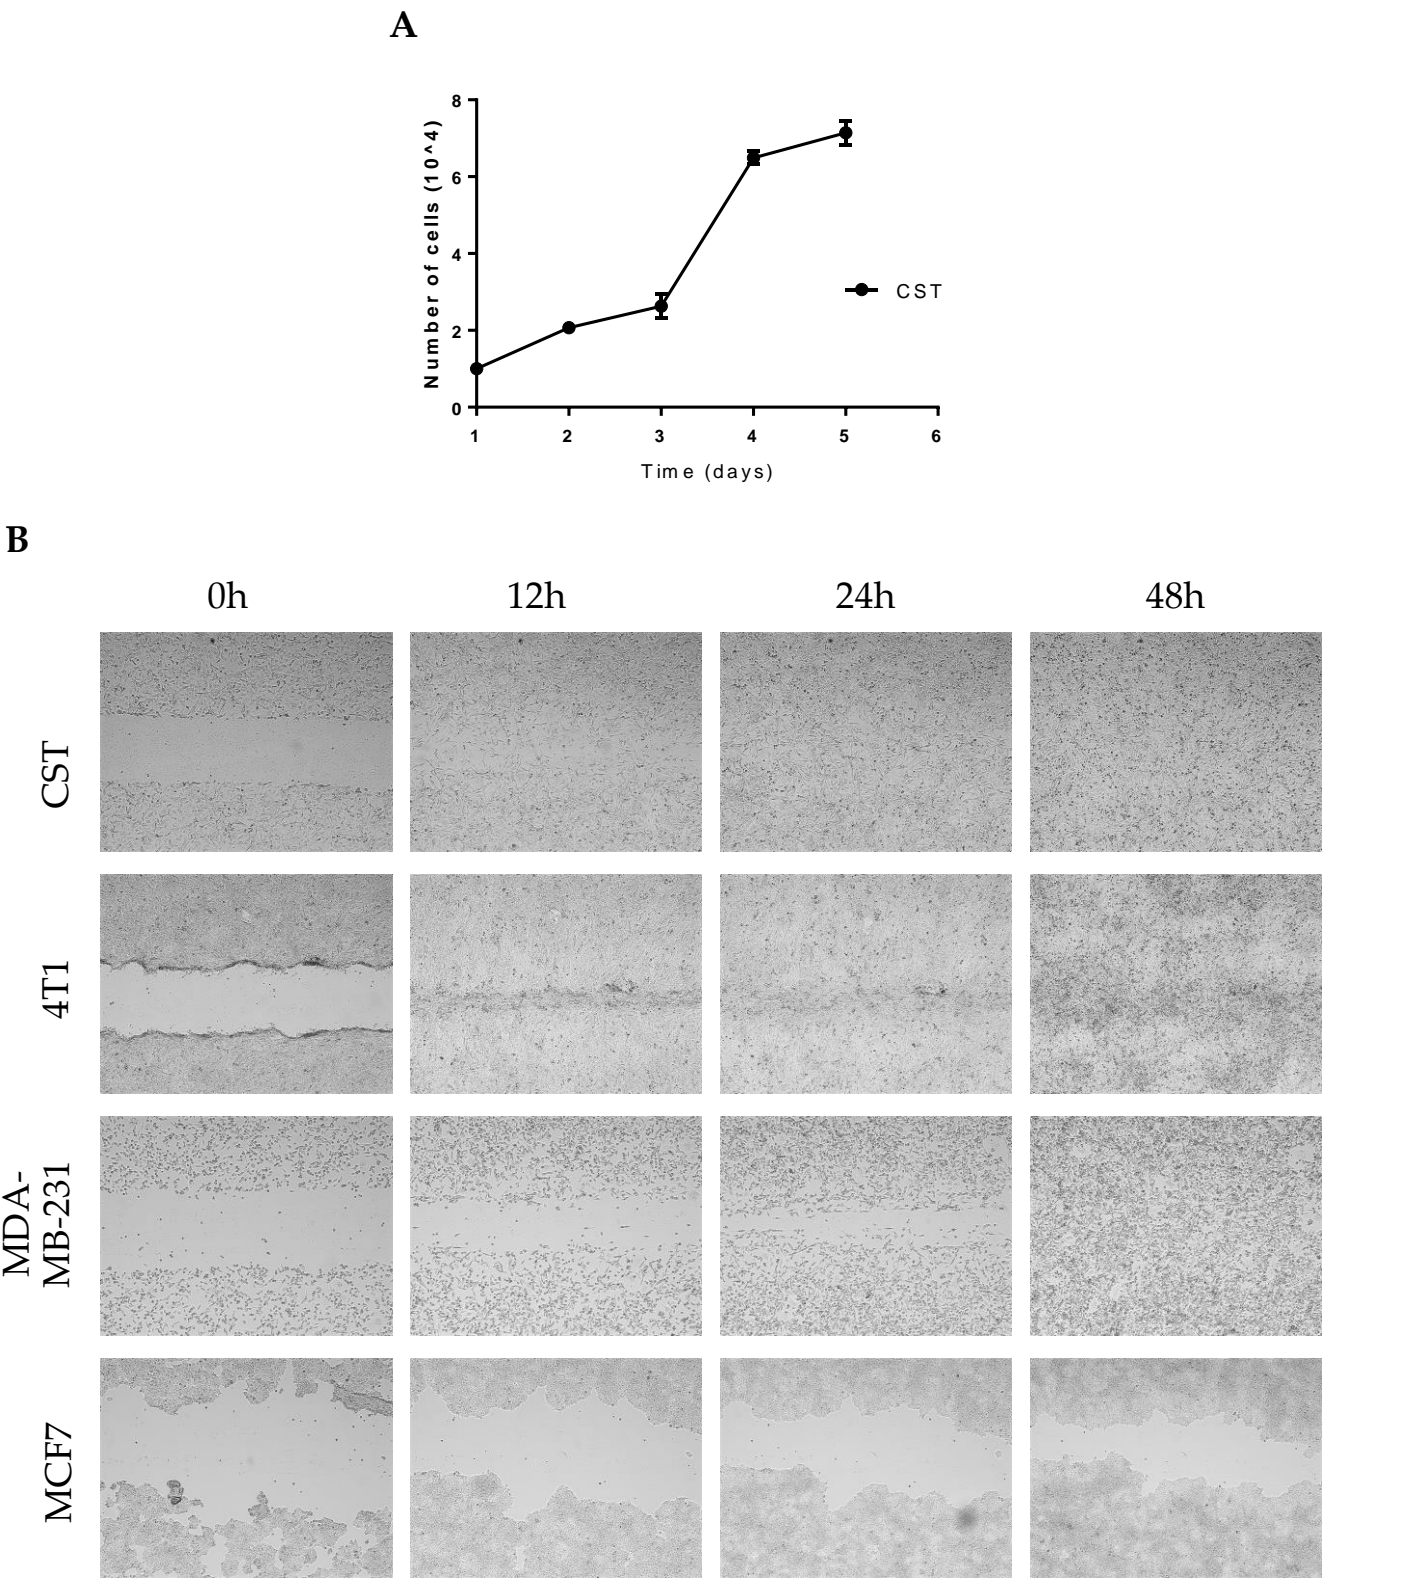 A
8
6
4
2
0
Number of cells (10^4)
1 2 3 4 5 6
Time (days)
CST
B
0h 12h 24h 48h
CST
4T1
MDA-
MB-231
MCF7